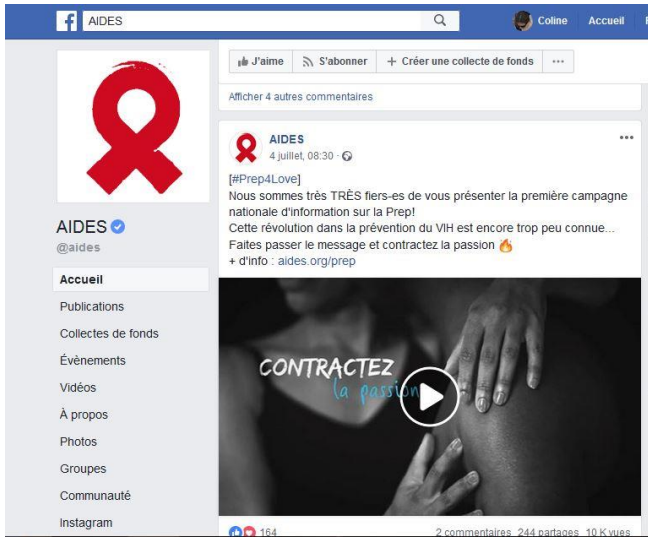 AIDES
Coline Accueil
J'aime S'abonner + Créer une collecte de fonds ...
Afficher 4 autres commentaires
AIDES
4 juillet, 08:30 ·
[#Prep4Love]
Nous sommes très TRÈS fiers-es de vous présenter la première campagne
nationale d'information sur la Prep!
Cette révolution dans la prévention du VIH est encore trop peu connue...
Faites passer le message et contractez la passion 🔥
+ d'info : aides.org/prep
CONTRACTEZ
la passion
164
2 commentaires 244 partages 10 K vues
AIDES
@aides
Accueil
Publications
Collectes de fonds
Évènements
Vidéos
À propos
Photos
Groupes
Communauté
Instagram